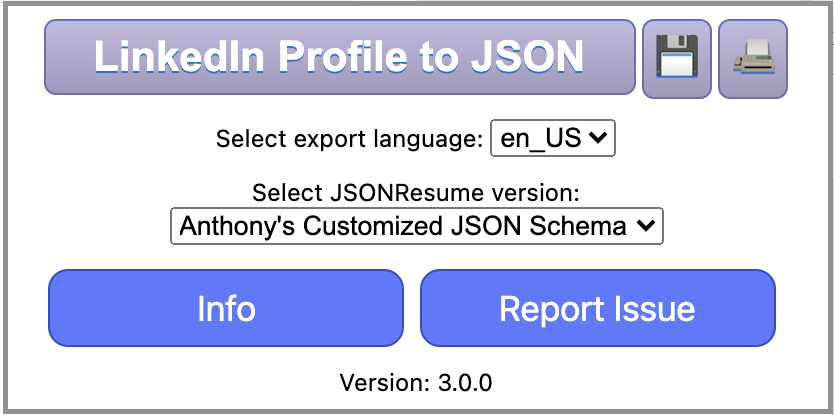 LinkedIn Profile to JSON
Select export language: en_US
Select JSONResume version:
Anthony's Customized JSON Schema
Info
Report Issue
Version: 3.0.0